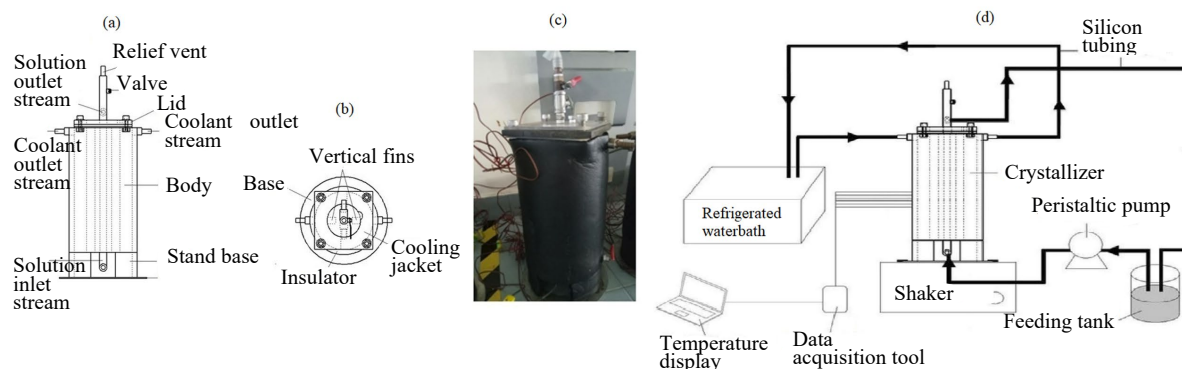 (a)
Relief vent
Solution
outlet
stream
Valve
Lid
Coolant outlet
stream
Coolant
outlet
stream
Body
Stand base
Solution
inlet
stream
(b)
Vertical fins
Base
Cooling
jacket
Insulator
(c)
(d)
Silicon
tubing
Crystallizer
Refrigerated
waterbath
Peristaltic pump
Shaker
Feeding tank
Temperature
display
Data
acquisition tool